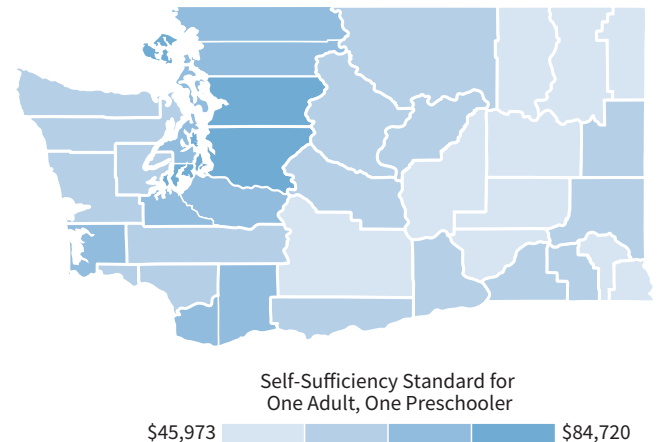 Self-Sufficiency Standard for
One Adult, One Preschooler
$45,973 $84,720